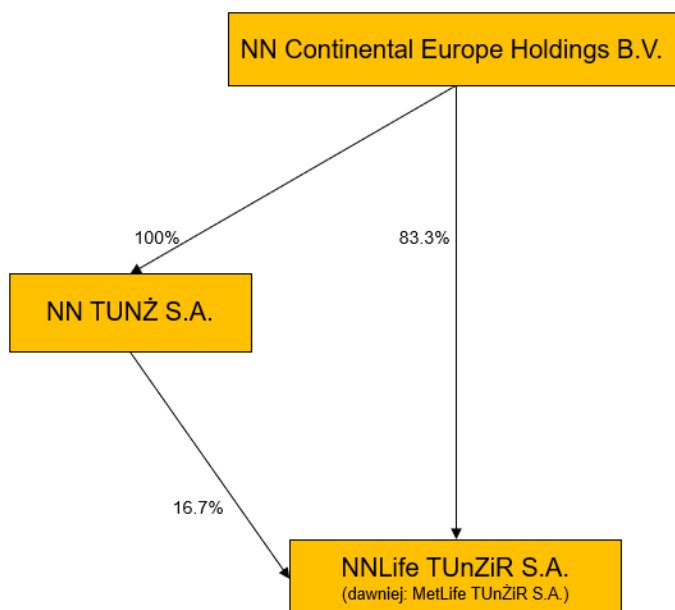 NN Continental Europe Holdings B.V.
100%
83.3%
NN TUNŻ S.A.
16.7%
NNLife TUnZiR S.A.
(dawniej: MetLife TUnŻiR S.A.)